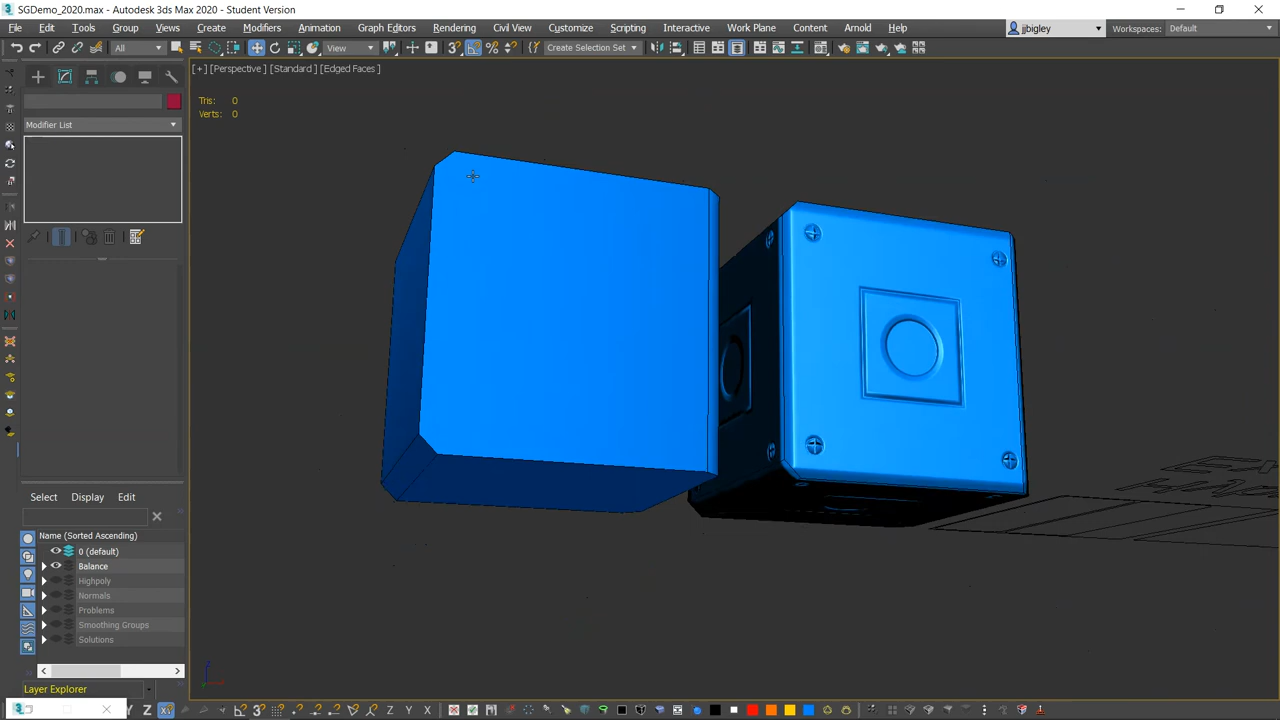 SGDemo_2020.max - Autodesk 3ds Max 2020 - Student Version
File Edit Tools Group Views Create Modifiers Animation Graph Editors Rendering Civil View Customize Scripting Interactive Work Plane Content Arnold Help jjbigley Workspaces: Default
All View Create Selection Set
[+] [Perspective ] [Standard ] [Edged Faces ]
Tris: 0
Verts: 0
Modifier List
Select Display Edit
Name (Sorted Ascending)
0 (default)
Balance
Highpoly
Normals
Problems
Smoothing Groups
Solutions
Layer Explorer
Y Z XY
Z Y X